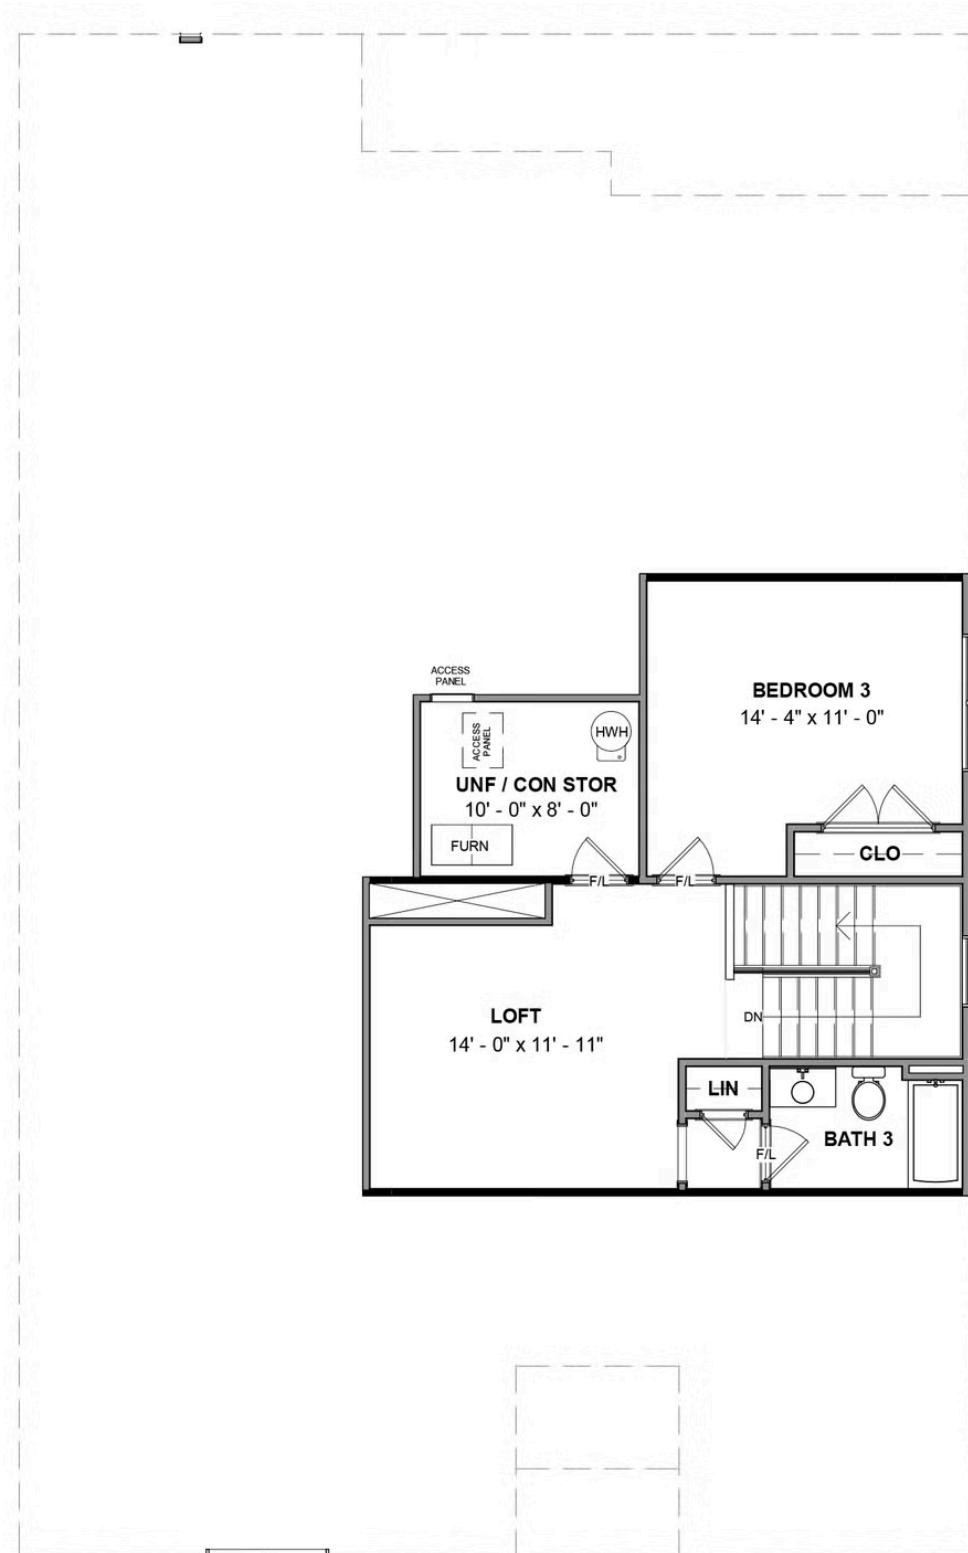 ACCESS
PANEL
BEDROOM 3
14' - 4" x 11' - 0"
ACCESS
PANEL
HWH
UNF / CON STOR
10' - 0" x 8' - 0"
FURN
CLO
F/L
F/L
LOFT
14' - 0" x 11' - 11"
DN
LIN
BATH 3
F/L